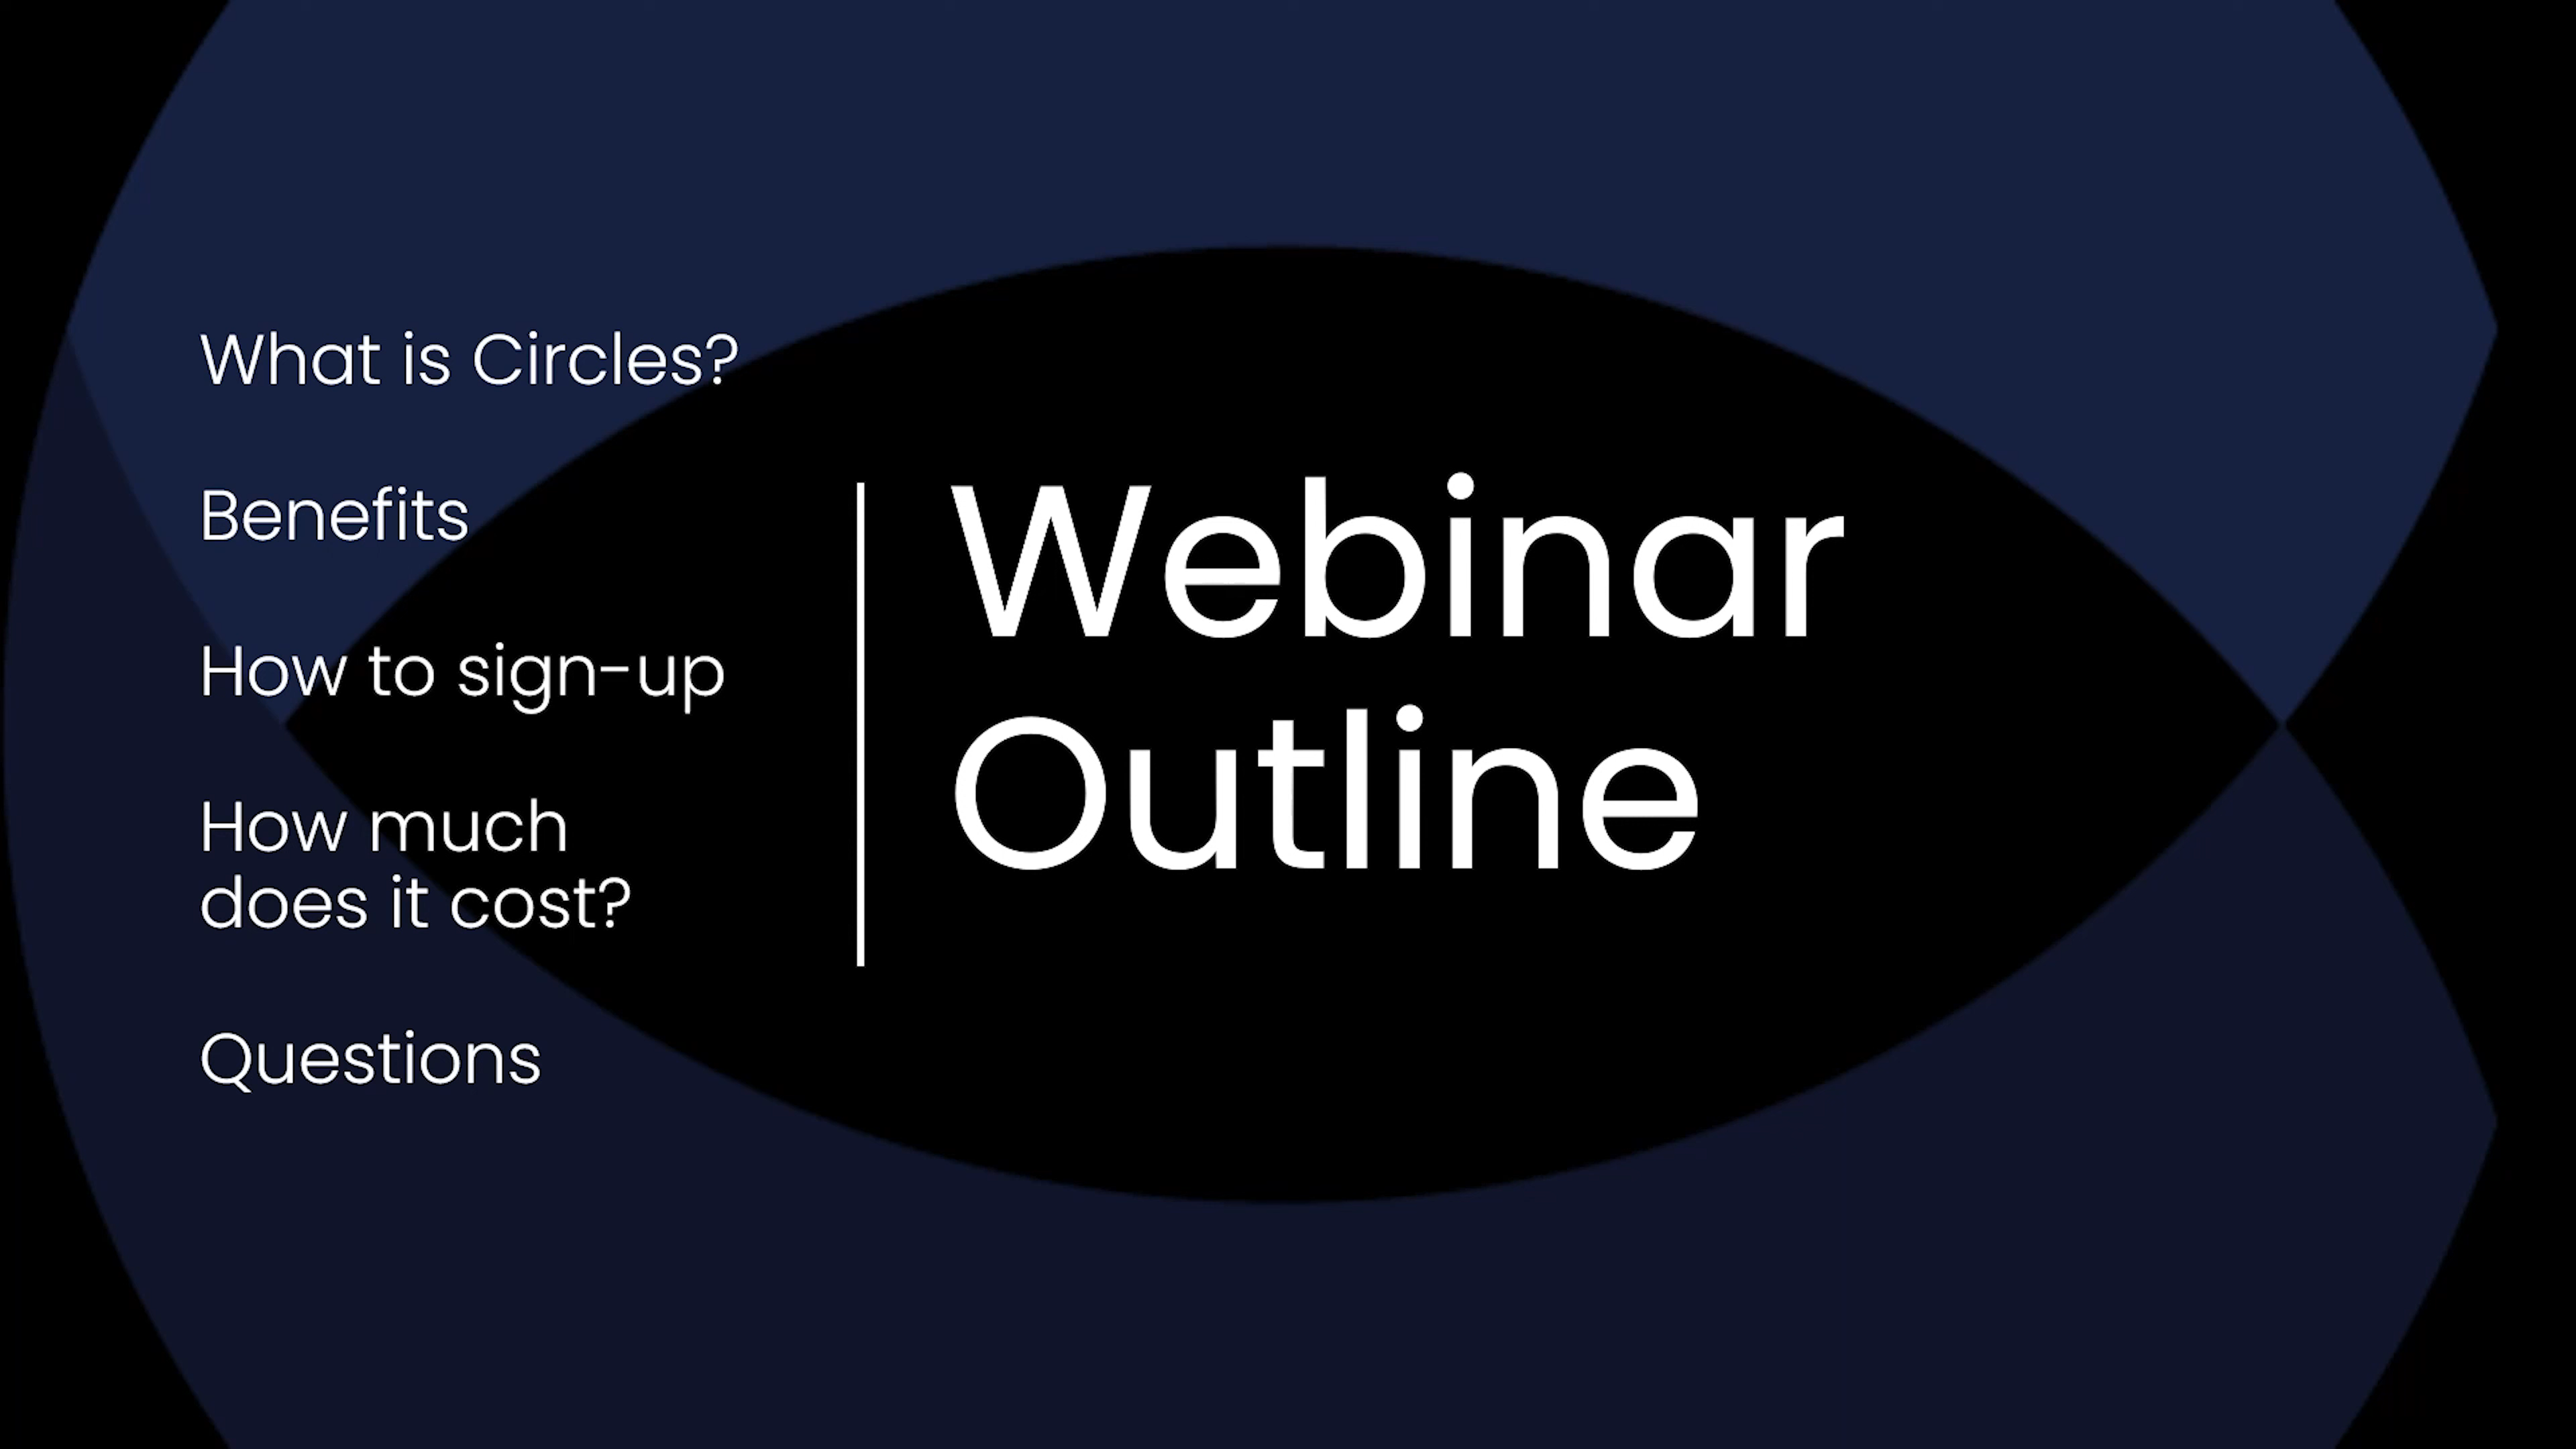 What is Circles?
Benefits
How to sign-up
How much
does it cost?
Questions
Webinar
Outline